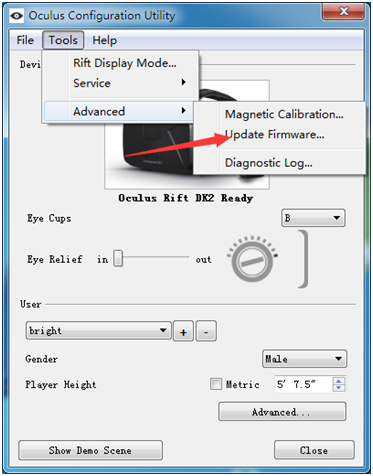 Oculus Configuration Utility
File Tools Help
Rift Display Mode...
Service
Advanced
Magnetic Calibration...
Update Firmware...
Diagnostic Log...
Devi
Oculus Rift DK2 Ready
Eye Cups B
Eye Relief in out
User
bright + -
Gender Male
Player Height Metric 5' 7.5"
Advanced...
Show Demo Scene Close